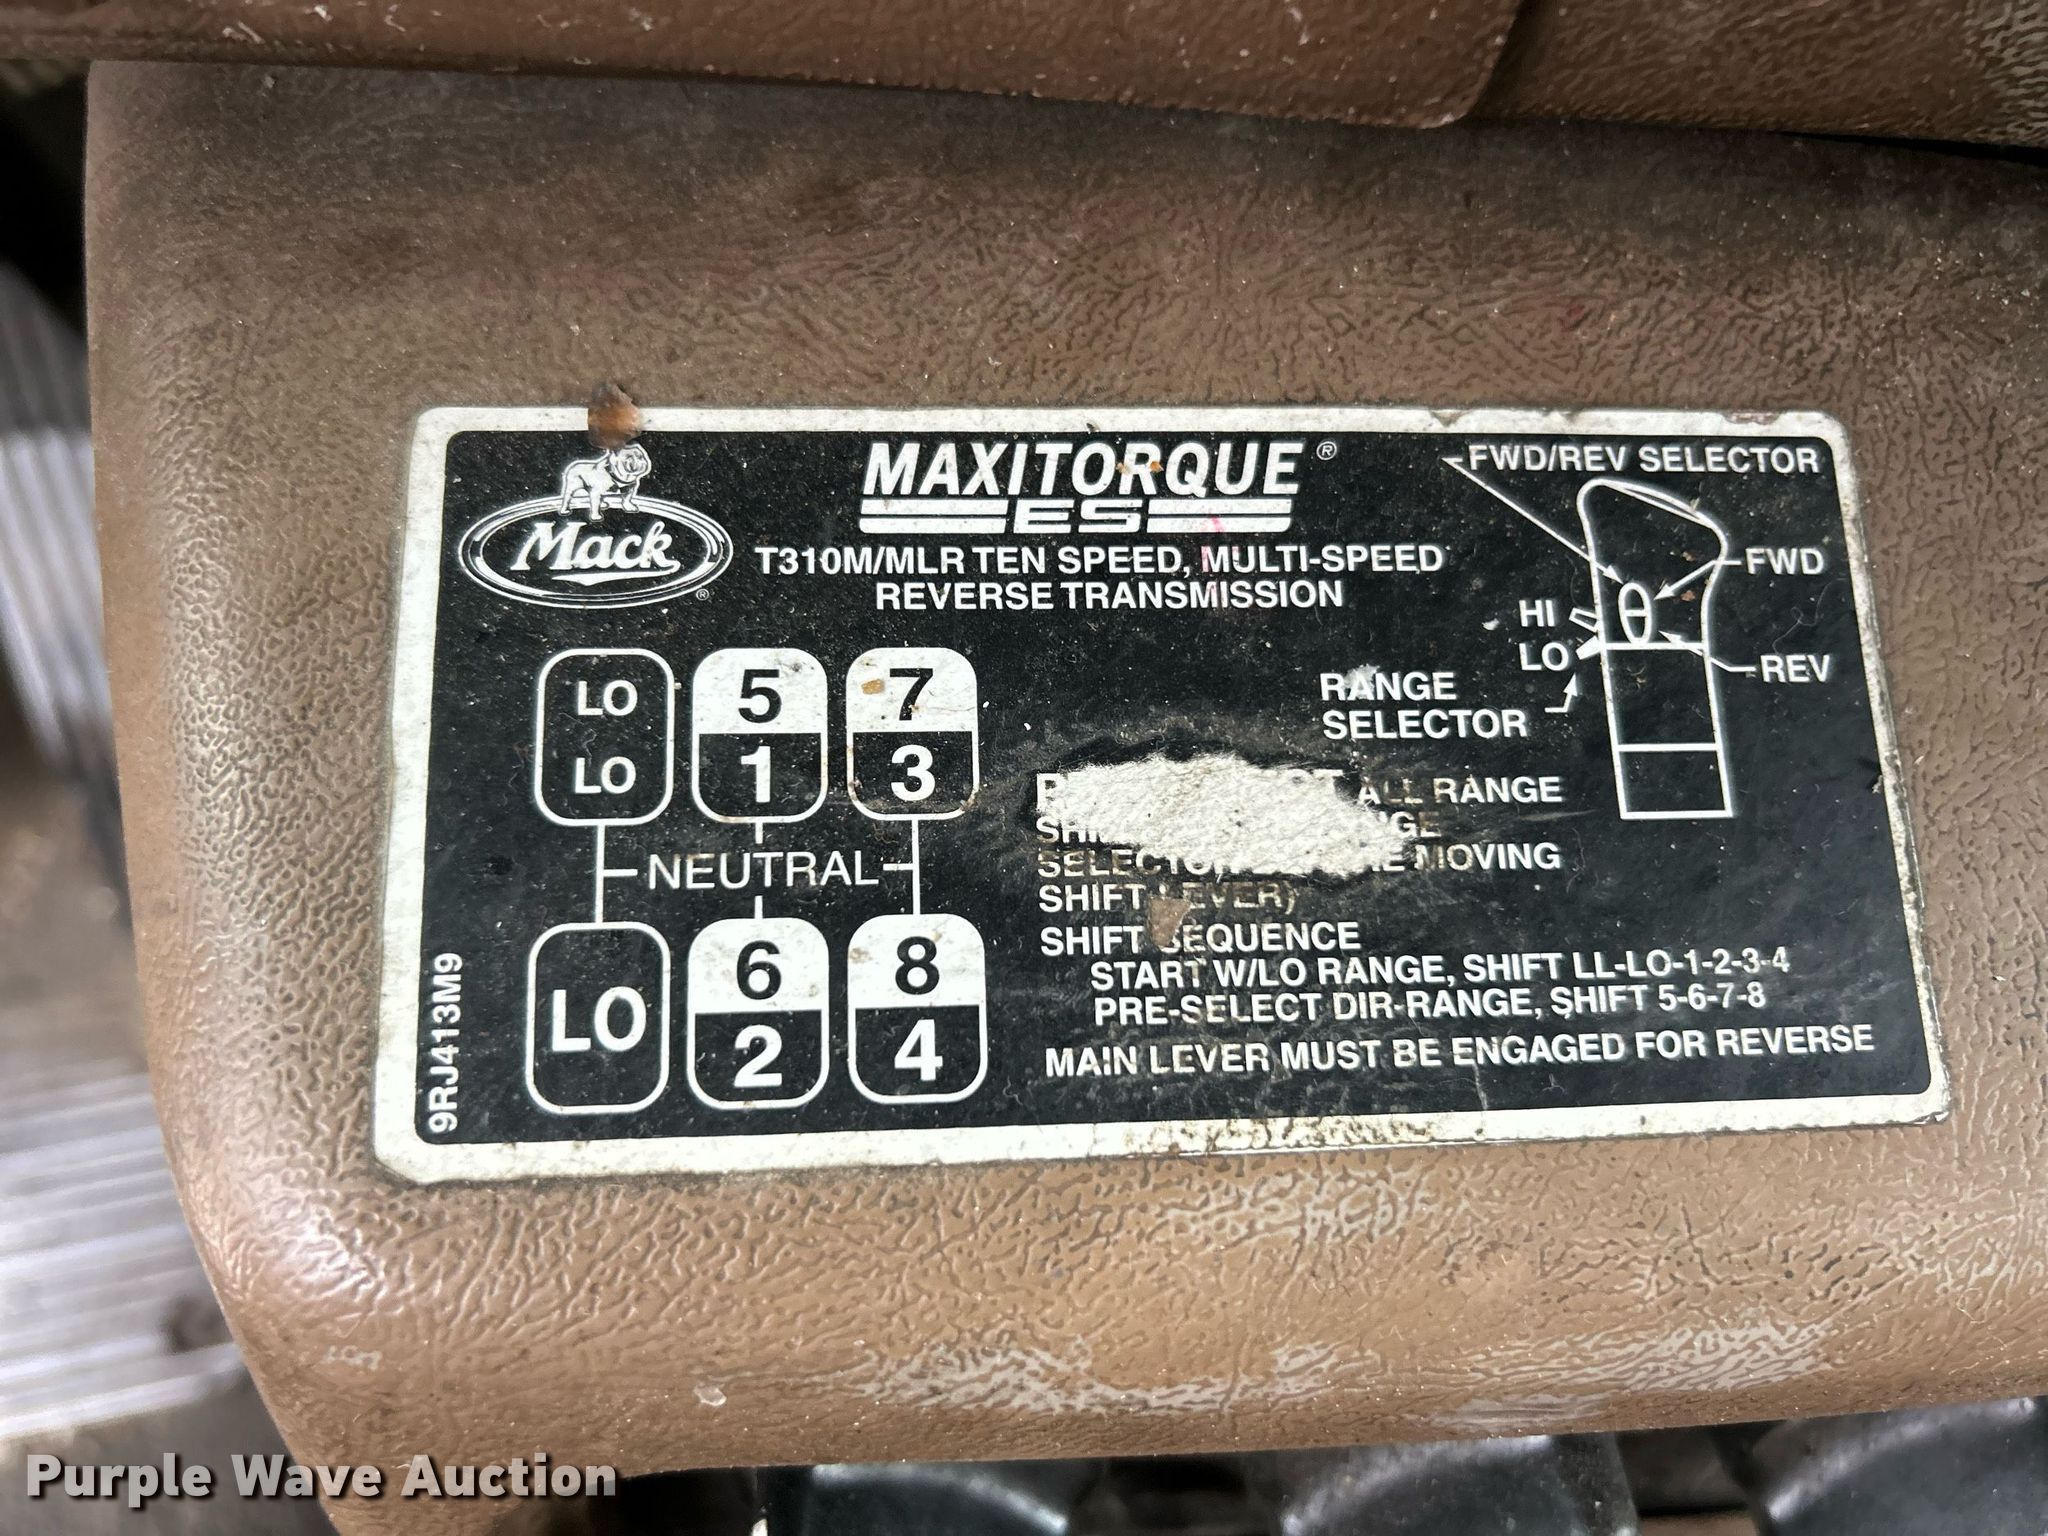 Mack
®
MAXITORQUE®
ES
T310M/MLR TEN SPEED, MULTI-SPEED
REVERSE TRANSMISSION
FWD/REV SELECTOR
FWD
HI
LO
REV
RANGE
SELECTOR
LO
LO
5
1
7
3
NEUTRAL
LO
6
2
8
4
ALL RANGE
MOVING
SHIFT LEVER)
SHIFT SEQUENCE
START W/LO RANGE, SHIFT LL-LO-1-2-3-4
PRE-SELECT DIR-RANGE, SHIFT 5-6-7-8
MAIN LEVER MUST BE ENGAGED FOR REVERSE
9RJ413M9
Purple Wave Auction